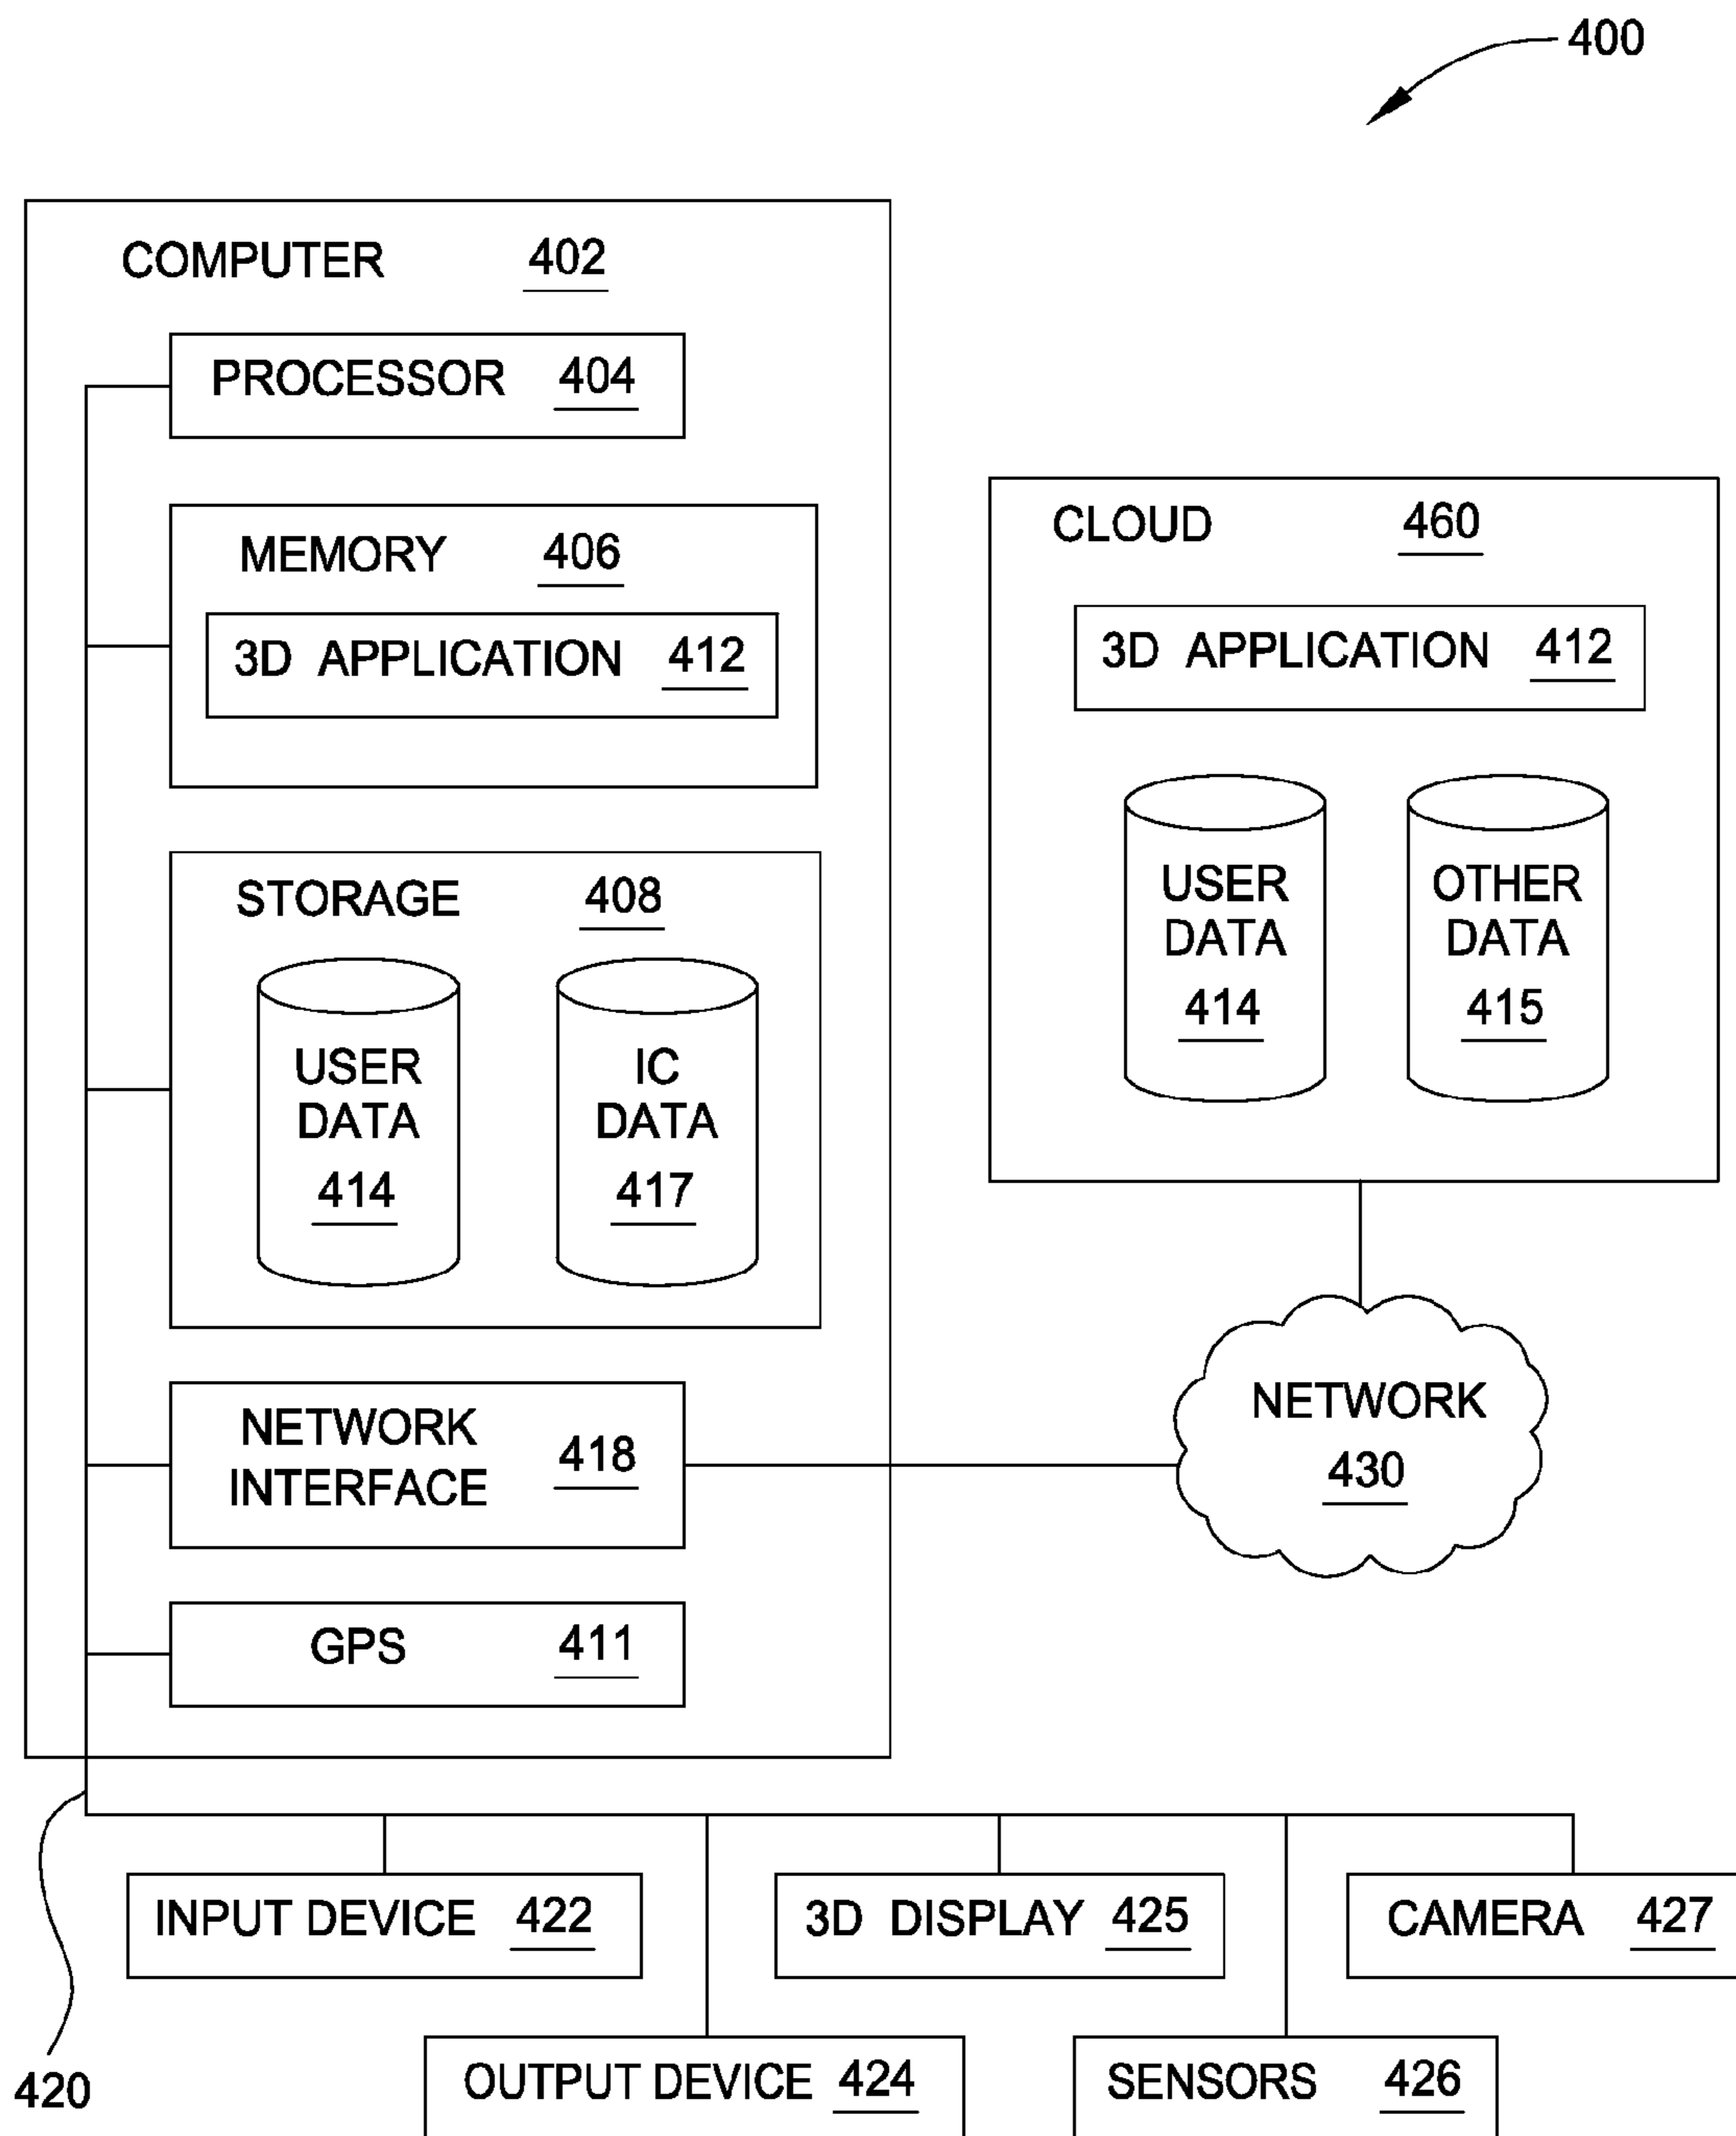 400
COMPUTER 402
PROCESSOR 404
MEMORY 406
3D APPLICATION 412
STORAGE 408
USER
DATA
414
IC
DATA
417
NETWORK
INTERFACE 418
GPS 411
CLOUD 460
3D APPLICATION 412
USER
DATA
414
OTHER
DATA
415
NETWORK
430
420
INPUT DEVICE 422
3D DISPLAY 425
CAMERA 427
OUTPUT DEVICE 424
SENSORS 426